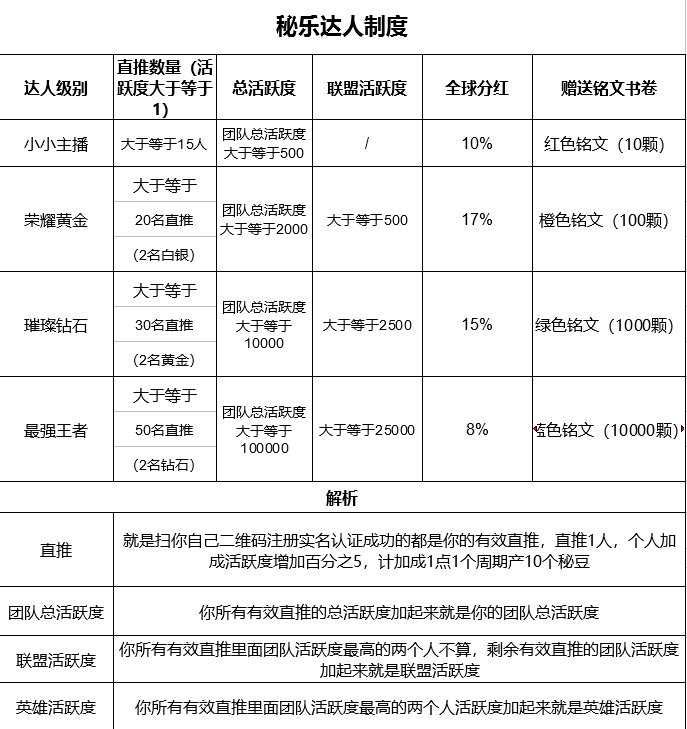 秘乐达人制度
达人级别
直推数量（活
跃度大于等于
1）
总活跃度
联盟活跃度
全球分红
赠送铭文书卷
小小主播
大于等于15人
团队总活跃度
大于等于500
/
10%
红色铭文（10颗）
荣耀黄金
大于等于
20名直推
（2名白银）
团队总活跃度
大于等于2000
大于等于500
17%
橙色铭文（100颗）
璀璨钻石
大于等于
30名直推
（2名黄金）
团队总活跃度
大于等于
10000
大于等于2500
15%
绿色铭文（1000颗）
最强王者
大于等于
50名直推
（2名钻石）
团队总活跃度
大于等于
100000
大于等于25000
8%
蓝色铭文（10000颗）
解析
直推
就是扫你自己二维码注册实名认证成功的都是你的有效直推，直推1人，个人加
成活跃度增加百分之5，计加成1点1个周期产10个秘豆
团队总活跃度
你所有有效直推的总活跃度加起来就是你的团队总活跃度
联盟活跃度
你所有有效直推里面团队活跃度最高的两个人不算，剩余有效直推的团队活跃度
加起来就是联盟活跃度
英雄活跃度
你所有有效直推里面团队活跃度最高的两个人活跃度加起来就是英雄活跃度